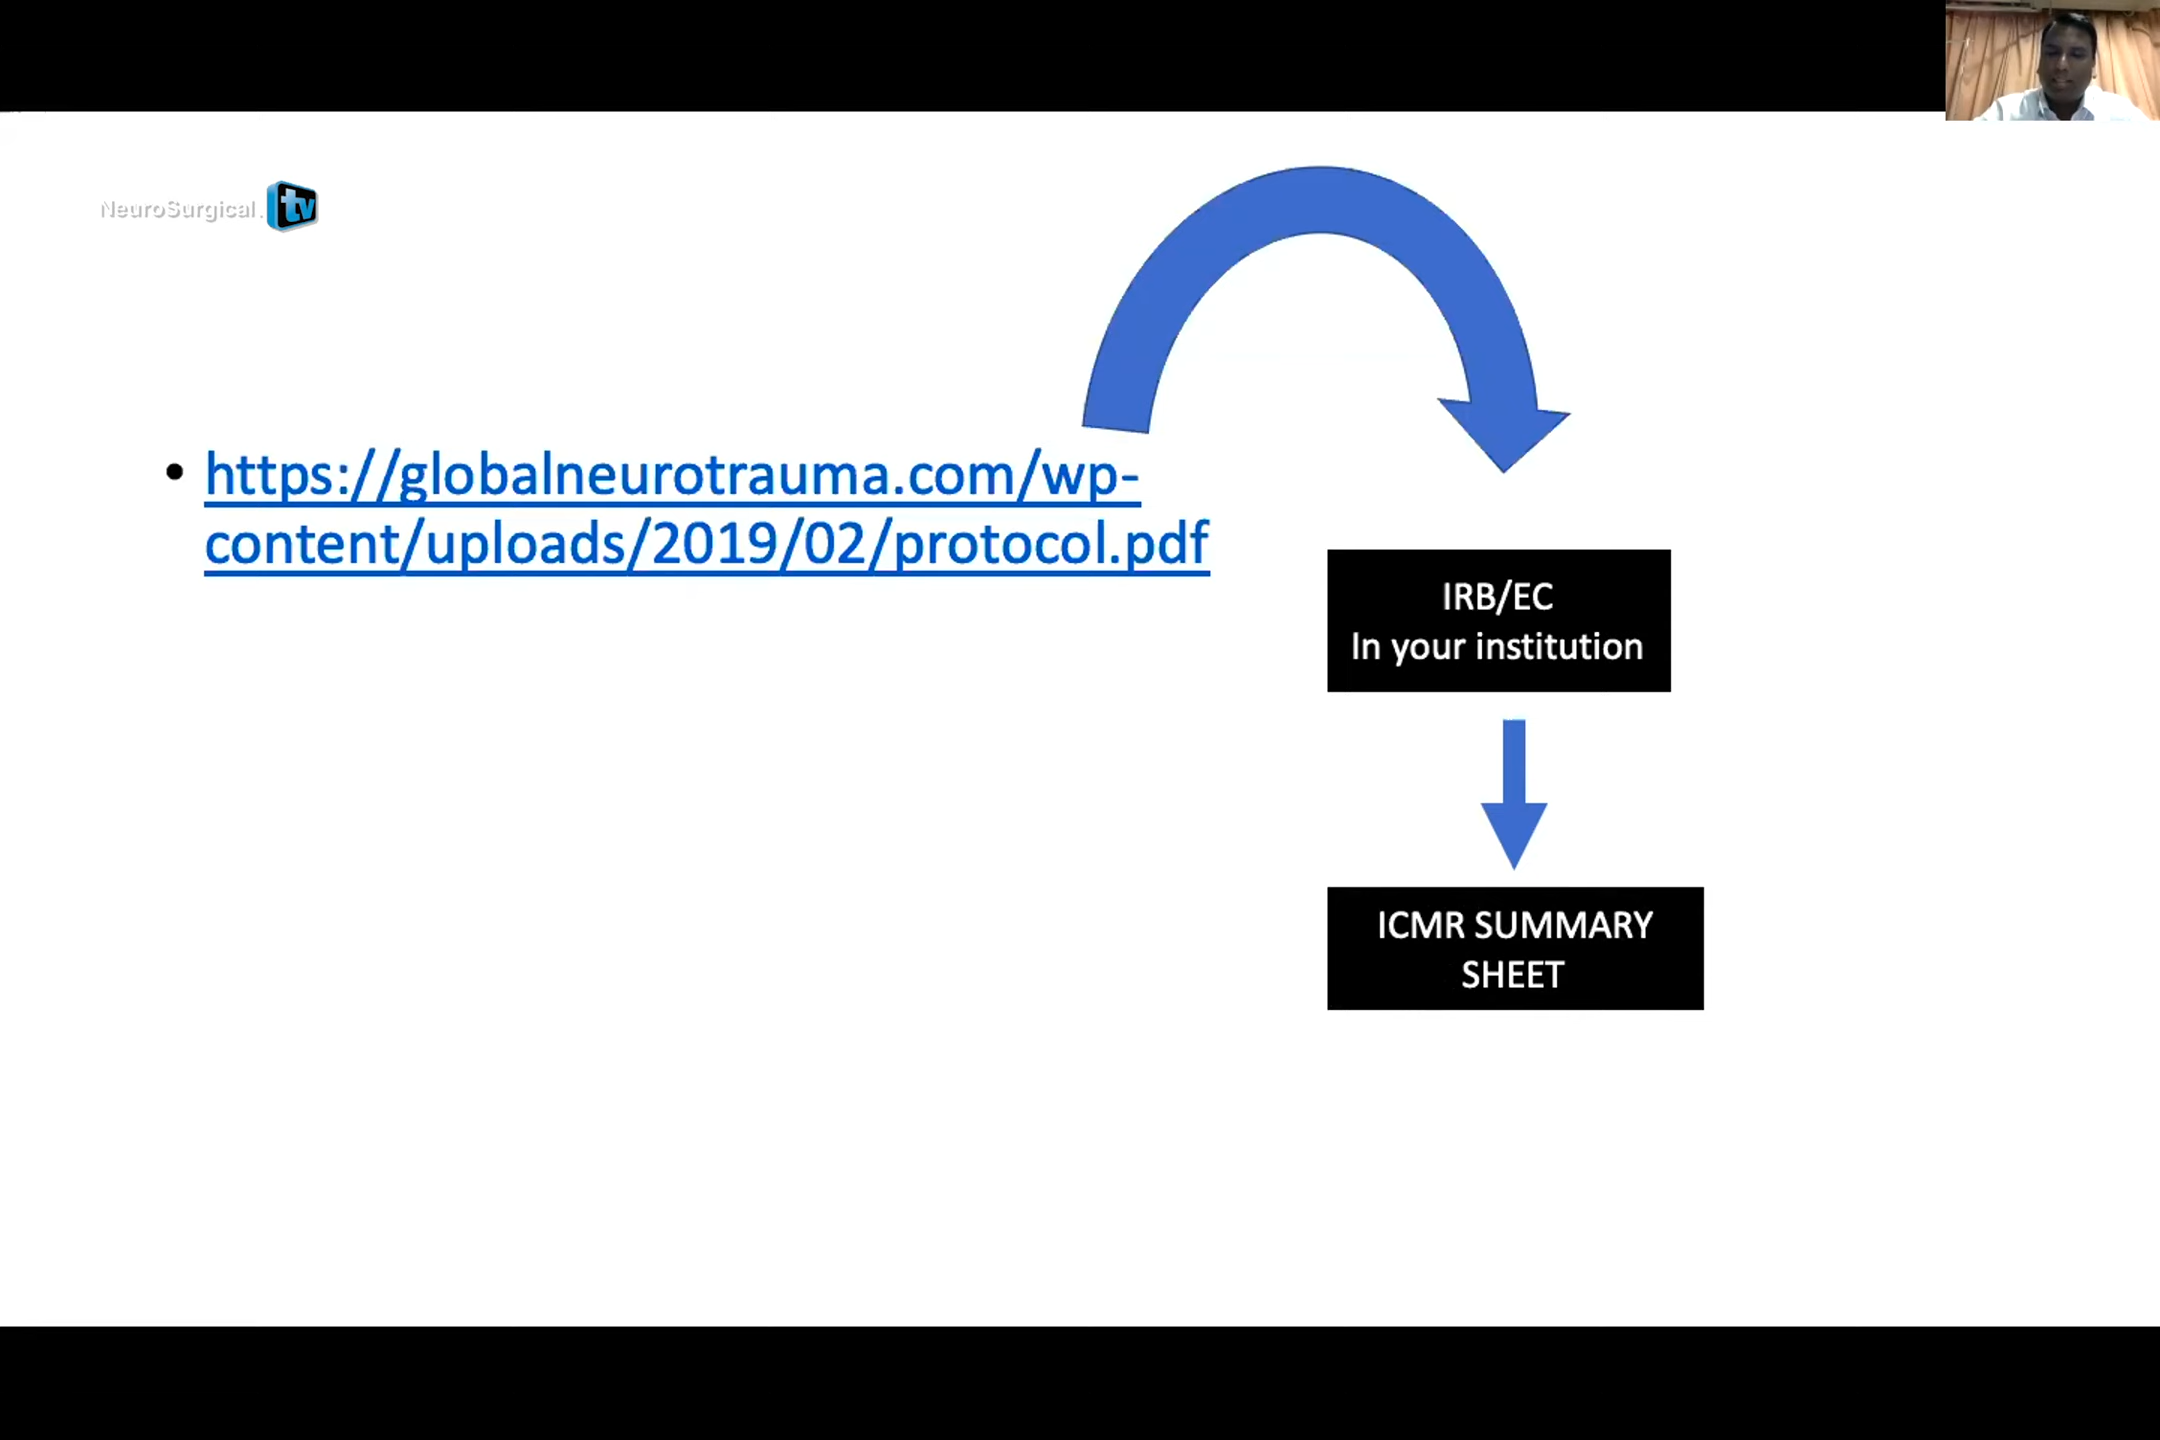 NeuroSurgical.tv
• https://globalneurotrauma.com/wp-
content/uploads/2019/02/protocol.pdf
IRB/EC
In your institution
ICMR SUMMARY
SHEET